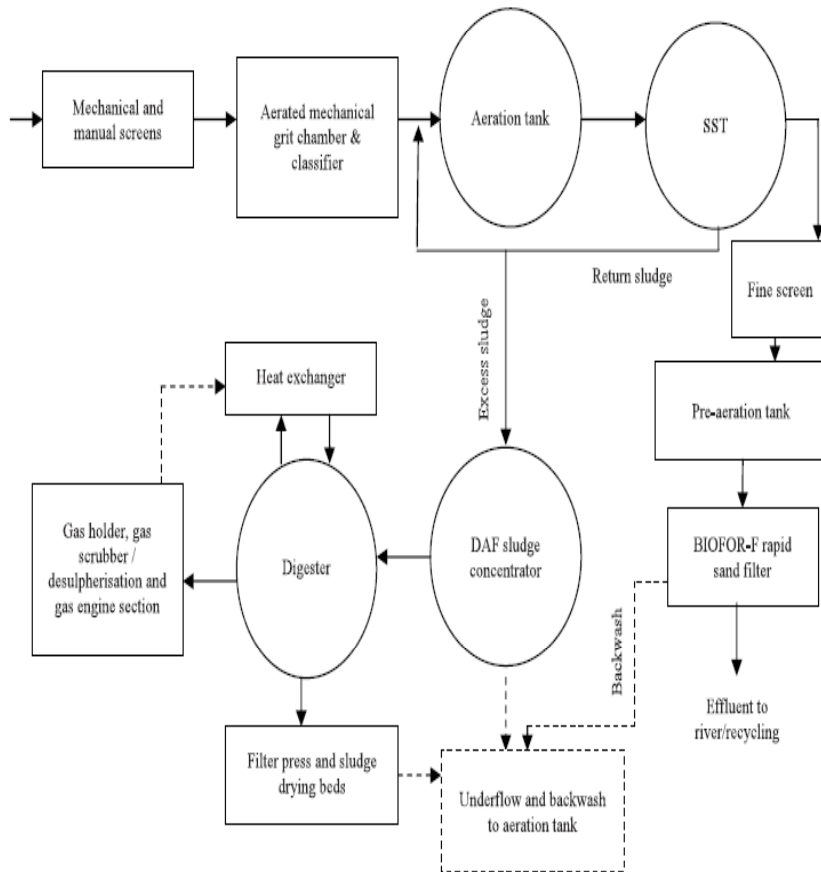 Mechanical and
manual screens
Aerated mechanical
grit chamber &
classifier
Aeration tank
SST
Return sludge
Fine screen
Excess sludge
Heat exchanger
Pre-aeration tank
Gas holder, gas
scrubber /
desulpherisation and
gas engine section
Digester
DAF sludge
concentrator
BIOFOR-F rapid
sand filter
Backwash
Effluent to
river/recycling
Filter press and sludge
drying beds
Underflow and backwash
to aeration tank